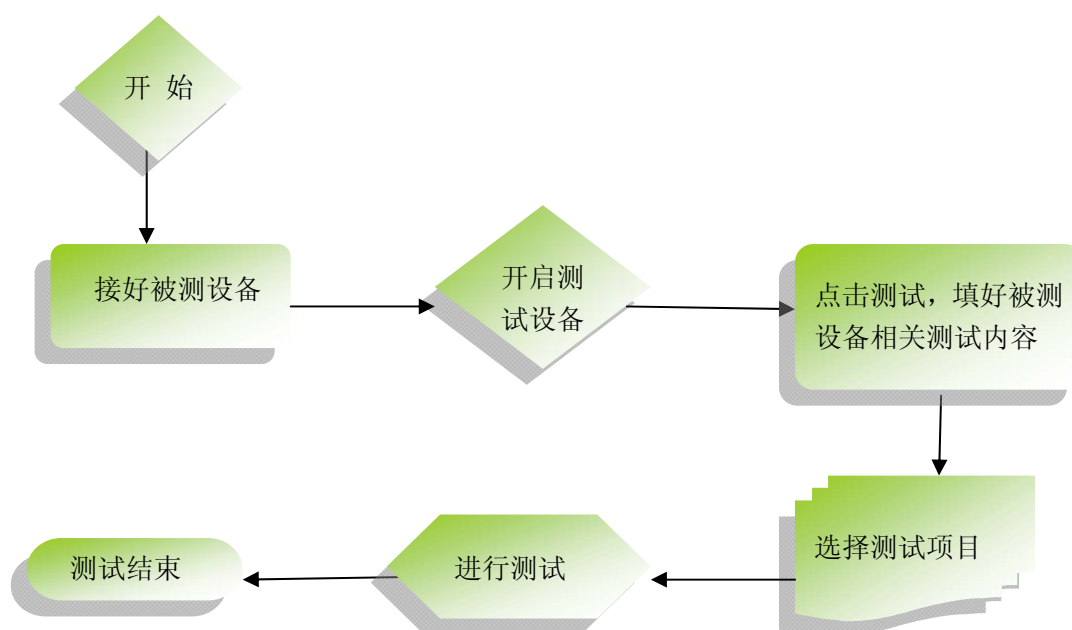 开 始
接好被测设备
开启测
试设备
点击测试，填好被测
设备相关测试内容
选择测试项目
进行测试
测试结束